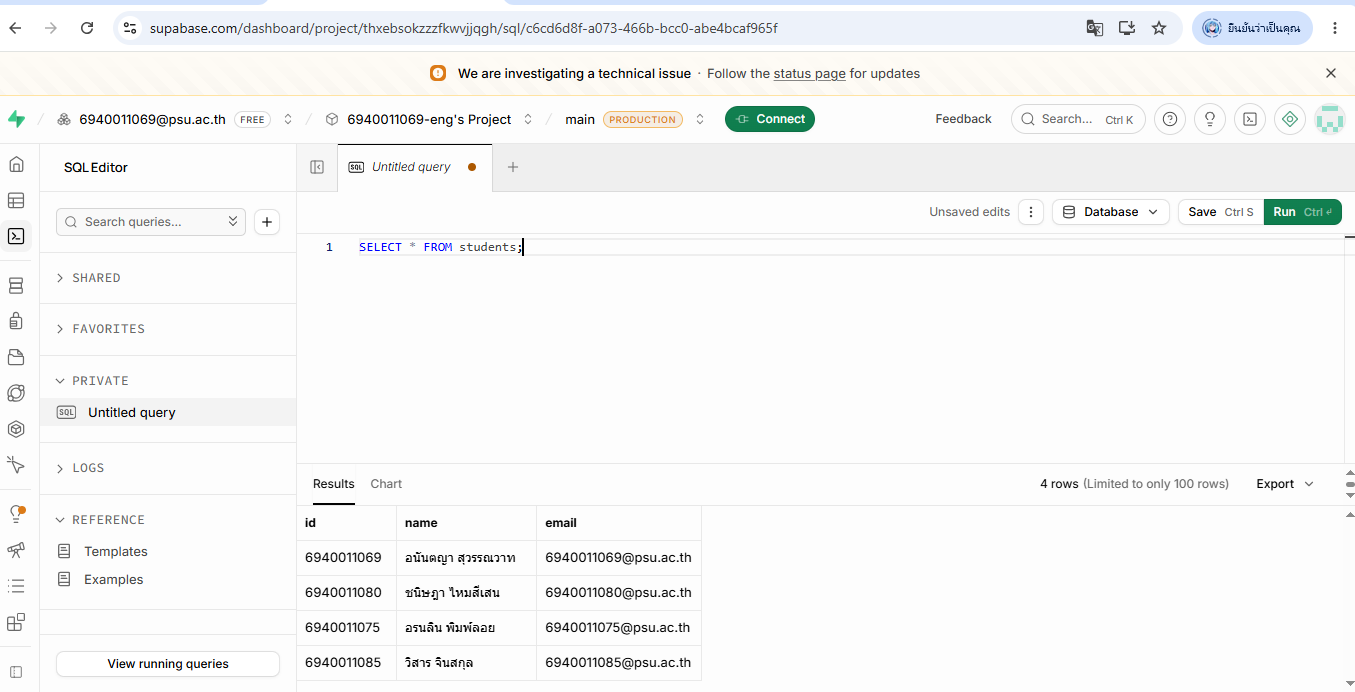 supabase.com/dashboard/project/thxebsokzzzfkwvjjqgh/sql/c6cd6d8f-a073-466b-bcc0-abe4bcaf965f
ยืนยันว่าเป็นคุณ
We are investigating a technical issue · Follow the status page for updates
6940011069@psu.ac.th FREE / 6940011069-eng's Project / main PRODUCTION Connect Feedback Search... Ctrl K
SQL Editor
SQL Untitled query
Search queries...
Unsaved edits Database Save Ctrl S Run Ctrl ↵
1 SELECT * FROM students;
SHARED
FAVORITES
PRIVATE
SQL Untitled query
LOGS
REFERENCE
Templates
Examples
View running queries
Results Chart 4 rows (Limited to only 100 rows) Export
id name email
6940011069 อนันตญา สุวรรณวาท 6940011069@psu.ac.th
6940011080 ชนิษฎา ไหมสีเสน 6940011080@psu.ac.th
6940011075 อรนลิน พิมพ์ลอย 6940011075@psu.ac.th
6940011085 วิสาร จินสกุล 6940011085@psu.ac.th